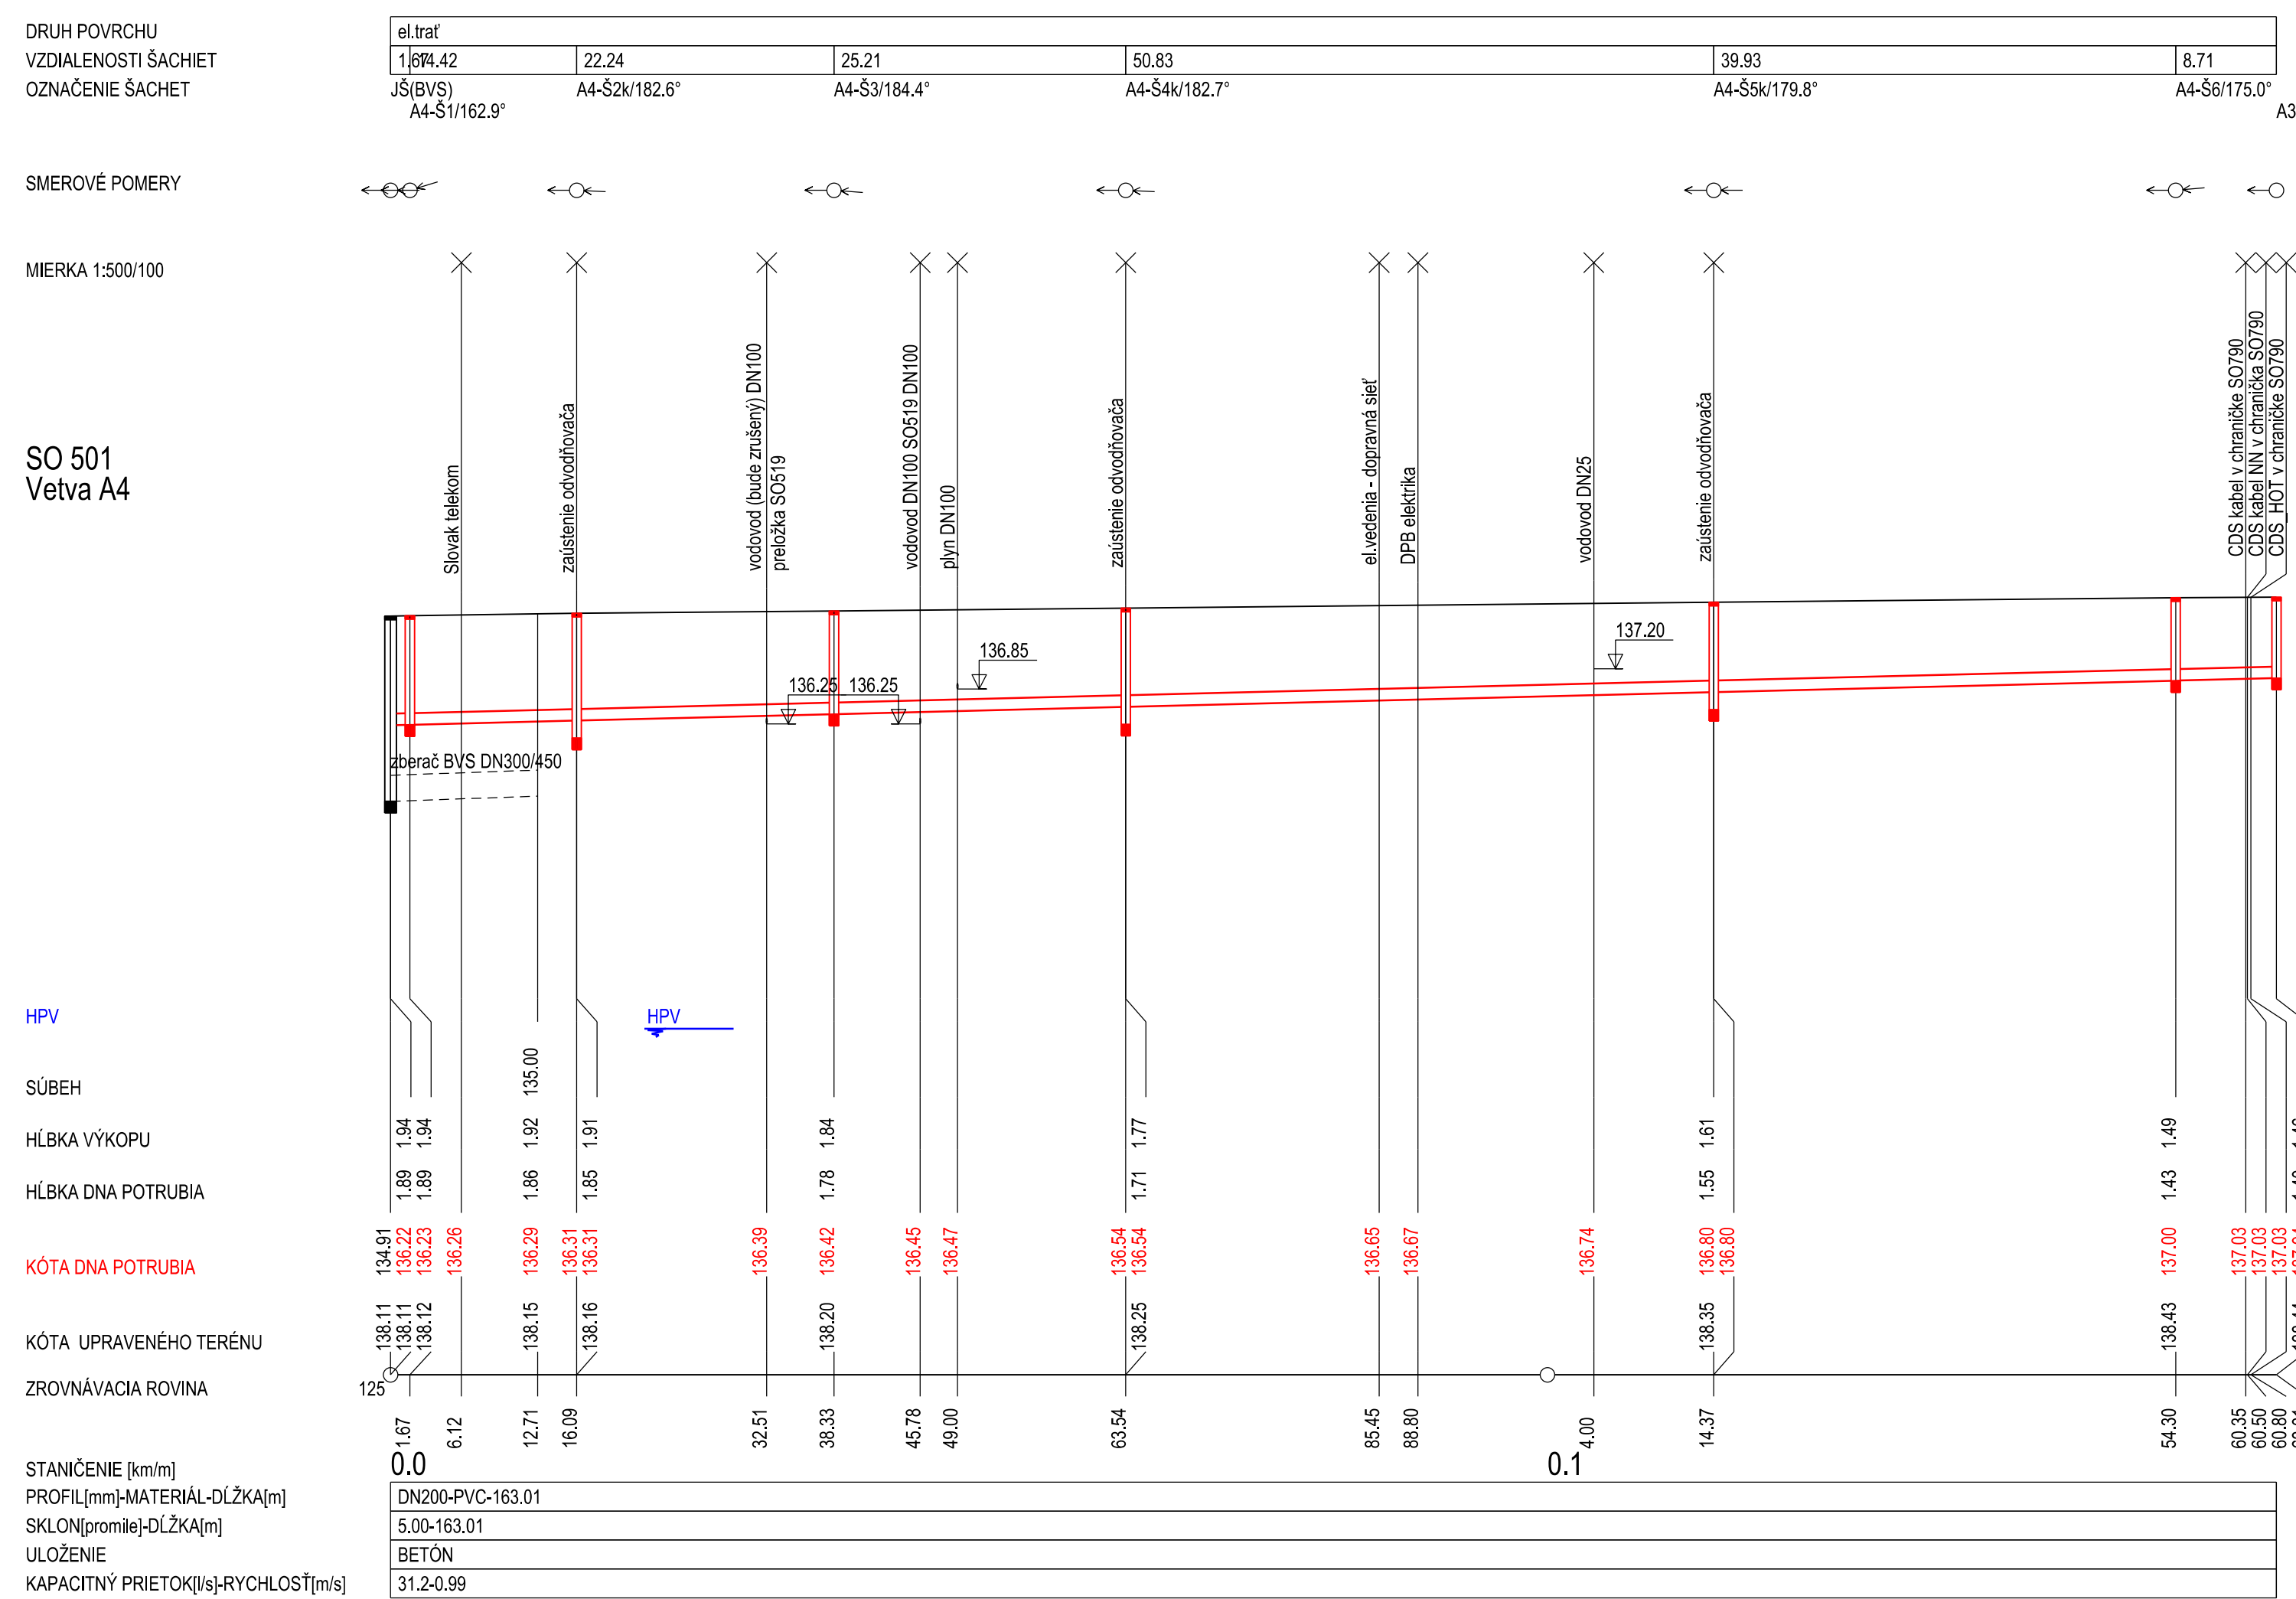 DRUH POVRCHU
el.trať
VZDIALENOSTI ŠACHIET
1.67
14.42
22.24
25.21
50.83
39.93
8.71
OZNAČENIE ŠACHET
JŠ(BVS)
A4-Š1/162.9°
A4-Š2k/182.6°
A4-Š3/184.4°
A4-Š4k/182.7°
A4-Š5k/179.8°
A4-Š6/175.0°
A3
SMEROVÉ POMERY
MIERKA 1:500/100
SO 501
Vetva A4
Slovak telekom
zaústenie odvodňovača
vodovod (bude zrušený) DN100
preložka SO519
vodovod DN100 SO519 DN100
plyn DN100
zaústenie odvodňovača
el.vedenia - dopravná sieť
DPB elektrika
vodovod DN25
zaústenie odvodňovača
CDS kabel v chraničke SO790
CDS kabel NN v chranička SO790
CDS_HOT v chraničke SO790
136.25
136.25
136.85
137.20
zberač BVS DN300/450
HPV
HPV
SÚBEH
135.00
HĹBKA VÝKOPU
1.94
1.94
1.92
1.91
1.84
1.77
1.61
1.49
HĹBKA DNA POTRUBIA
1.89
1.89
1.86
1.85
1.78
1.71
1.55
1.43
KÓTA DNA POTRUBIA
134.91
136.22
136.23
136.26
136.29
136.31
136.31
136.39
136.42
136.45
136.47
136.54
136.54
136.65
136.67
136.74
136.80
136.80
137.00
137.03
137.03
137.03
KÓTA UPRAVENÉHO TERÉNU
138.11
138.11
138.12
138.15
138.16
138.20
138.25
138.35
138.43
ZROVNÁVACIA ROVINA
125
1.67
6.12
12.71
16.09
32.51
38.33
45.78
49.00
63.54
85.45
88.80
4.00
14.37
54.30
60.35
60.50
60.80
STANIČENIE [km/m]
0.0
0.1
PROFIL[mm]-MATERIÁL-DĹŽKA[m]
DN200-PVC-163.01
SKLON[promile]-DĹŽKA[m]
5.00-163.01
ULOŽENIE
BETÓN
KAPACITNÝ PRIETOK[l/s]-RYCHLOSŤ[m/s]
31.2-0.99